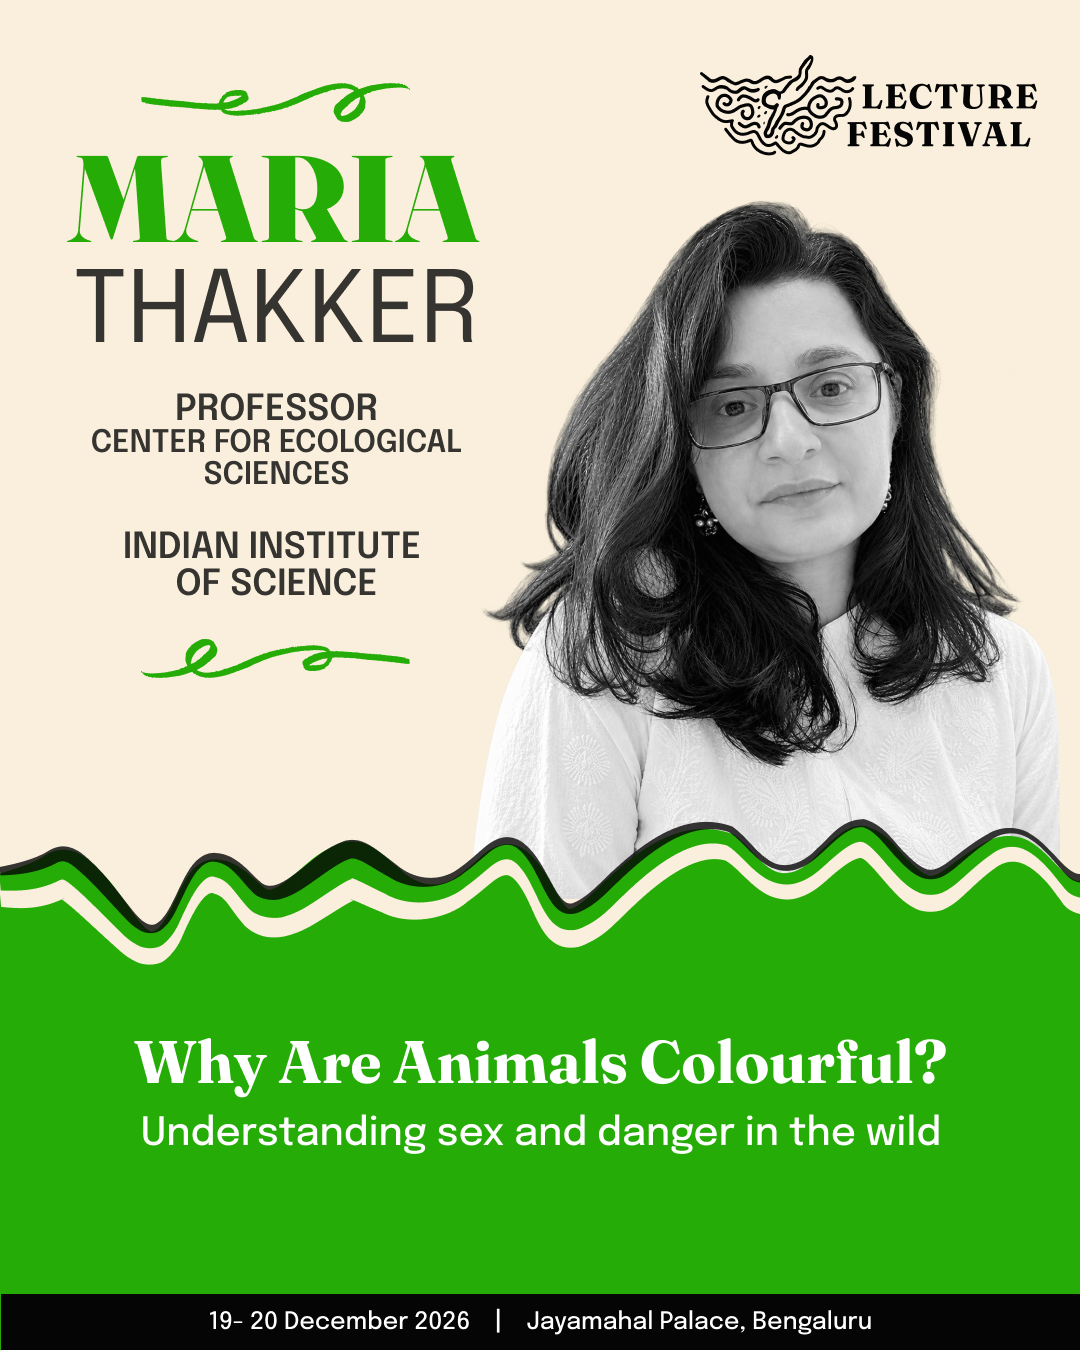 MARIA
THAKKER
PROFESSOR
CENTER FOR ECOLOGICAL
SCIENCES
INDIAN INSTITUTE
OF SCIENCE
LECTURE
FESTIVAL
Why Are Animals Colourful?
Understanding sex and danger in the wild
19- 20 December 2026 | Jayamahal Palace, Bengaluru